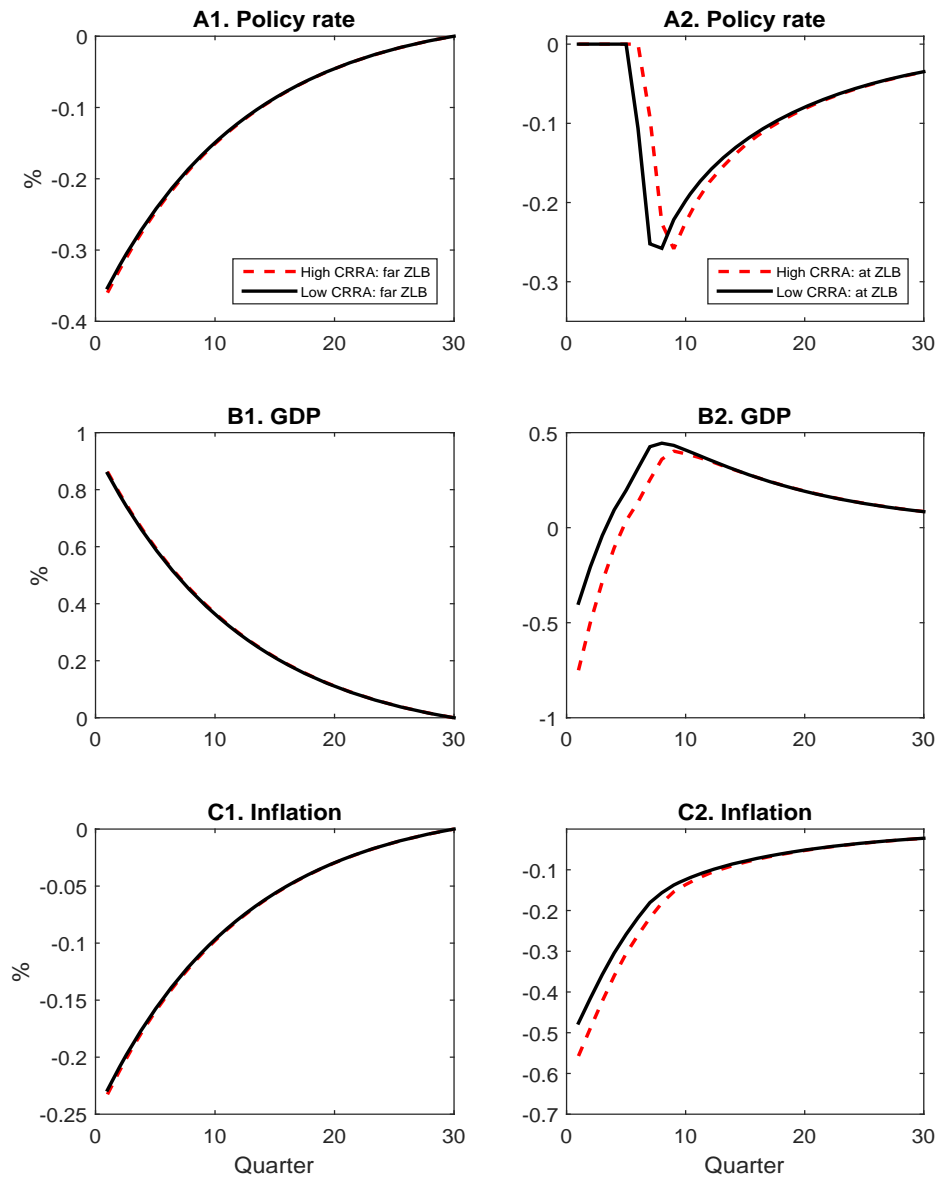 A1. Policy rate
0
-0.1
-0.2
-0.3
-0.4
%
High CRRA: far ZLB
Low CRRA: far ZLB
0 10 20 30
A2. Policy rate
0
-0.1
-0.2
-0.3
High CRRA: at ZLB
Low CRRA: at ZLB
0 10 20 30
B1. GDP
1
0.8
0.6
0.4
0.2
0
%
0 10 20 30
B2. GDP
0.5
0
-0.5
-1
0 10 20 30
C1. Inflation
0
-0.05
-0.1
-0.15
-0.2
-0.25
%
0 10 20 30
Quarter
C2. Inflation
-0.1
-0.2
-0.3
-0.4
-0.5
-0.6
-0.7
0 10 20 30
Quarter